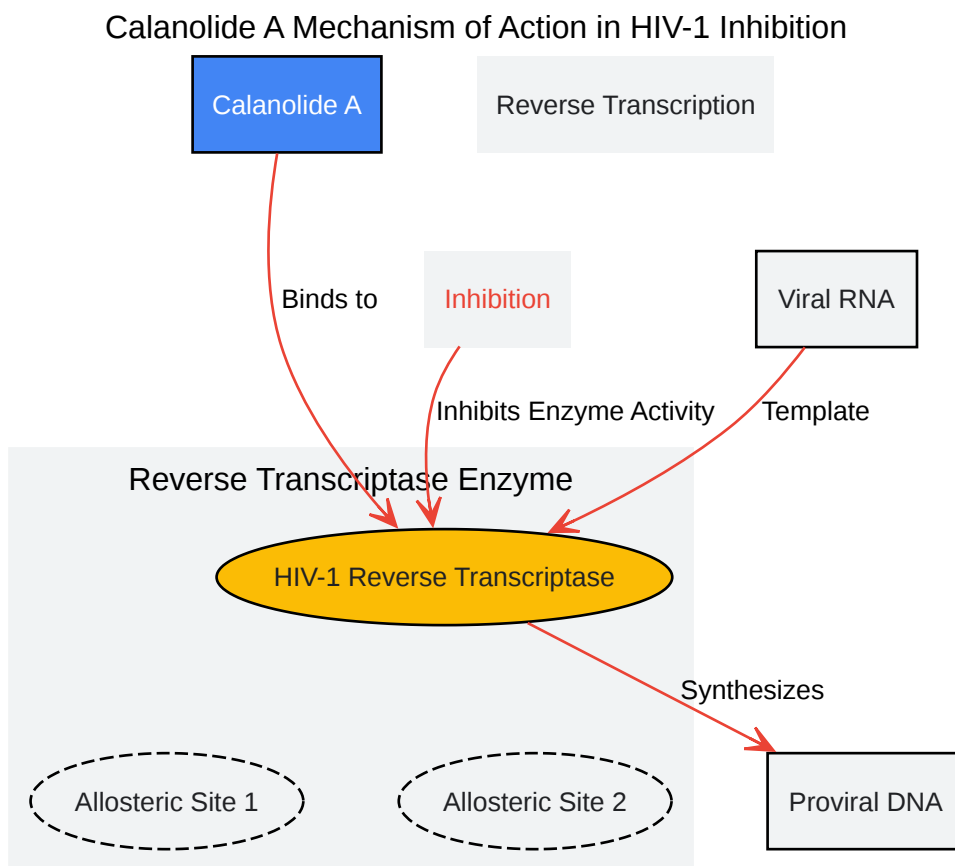 Calanolide A Mechanism of Action in HIV-1 Inhibition
Calanolide A
Reverse Transcription
Binds to
Inhibition
Viral RNA
Inhibits Enzyme Activity
Template
Reverse Transcriptase Enzyme
HIV-1 Reverse Transcriptase
Synthesizes
Allosteric Site 1
Allosteric Site 2
Proviral DNA